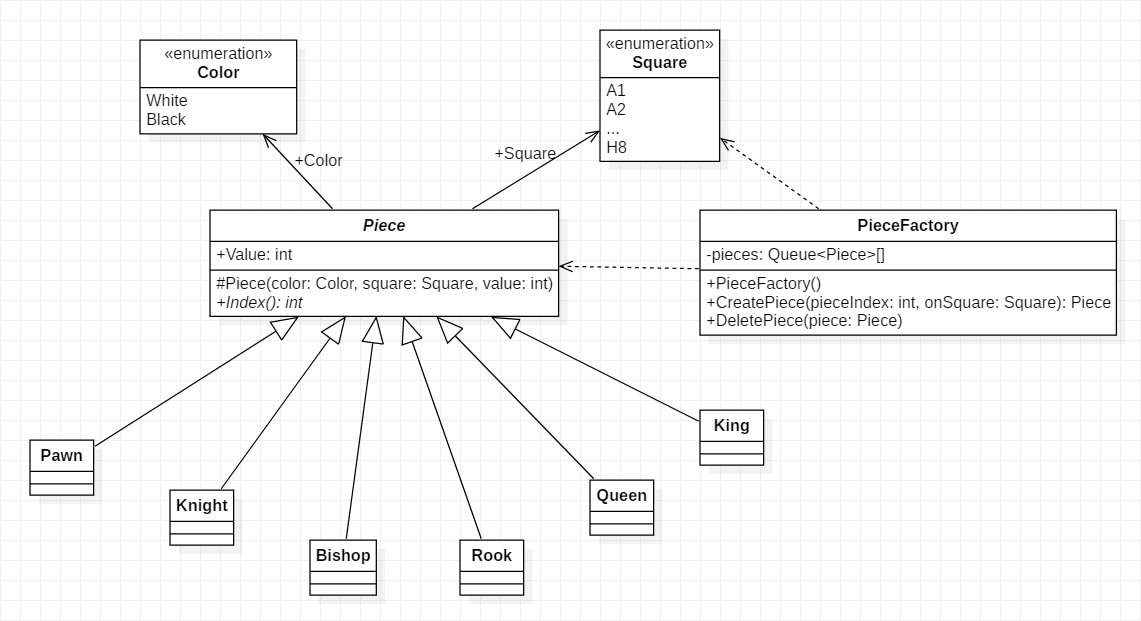 «enumeration»
Color
White
Black
«enumeration»
Square
A1
A2
...
H8
+Color
+Square
Piece
+Value: int
#Piece(color: Color, square: Square, value: int)
+Index(): int
PieceFactory
-pieces: Queue<Piece>[]
+PieceFactory()
+CreatePiece(pieceIndex: int, onSquare: Square): Piece
+DeletePiece(piece: Piece)
Pawn
Knight
Bishop
Rook
Queen
King